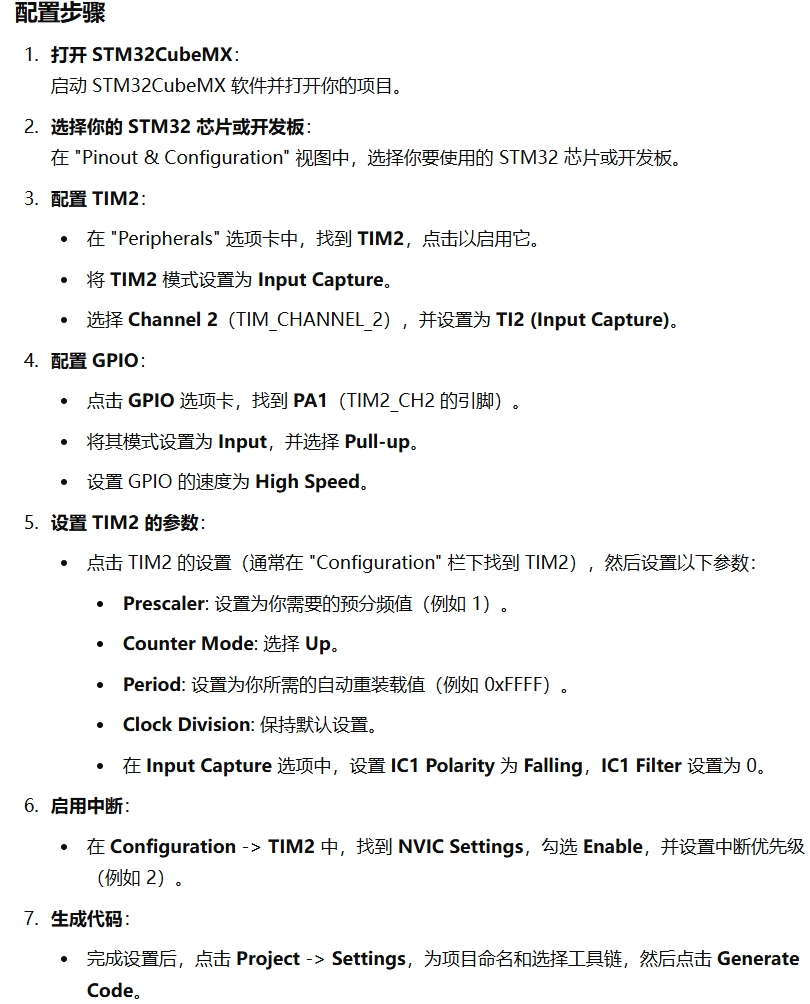 配置步骤
1. 打开 STM32CubeMX：
启动 STM32CubeMX 软件并打开你的项目。
2. 选择你的 STM32 芯片或开发板：
在 "Pinout & Configuration" 视图中，选择你要使用的 STM32 芯片或开发板。
3. 配置 TIM2：
• 在 "Peripherals" 选项卡中，找到 TIM2，点击以启用它。
• 将 TIM2 模式设置为 Input Capture。
• 选择 Channel 2（TIM_CHANNEL_2），并设置为 TI2 (Input Capture)。
4. 配置 GPIO：
• 点击 GPIO 选项卡，找到 PA1（TIM2_CH2 的引脚）。
• 将其模式设置为 Input，并选择 Pull-up。
• 设置 GPIO 的速度为 High Speed。
5. 设置 TIM2 的参数：
• 点击 TIM2 的设置（通常在 "Configuration" 栏下找到 TIM2），然后设置以下参数：
• Prescaler: 设置为你需要的预分频值（例如 1）。
• Counter Mode: 选择 Up。
• Period: 设置为你所需的自动重装载值（例如 0xFFFF）。
• Clock Division: 保持默认设置。
• 在 Input Capture 选项中，设置 IC1 Polarity 为 Falling，IC1 Filter 设置为 0。
6. 启用中断：
• 在 Configuration -> TIM2 中，找到 NVIC Settings，勾选 Enable，并设置中断优先级
（例如 2）。
7. 生成代码：
• 完成设置后，点击 Project -> Settings，为项目命名和选择工具链，然后点击 Generate
Code。